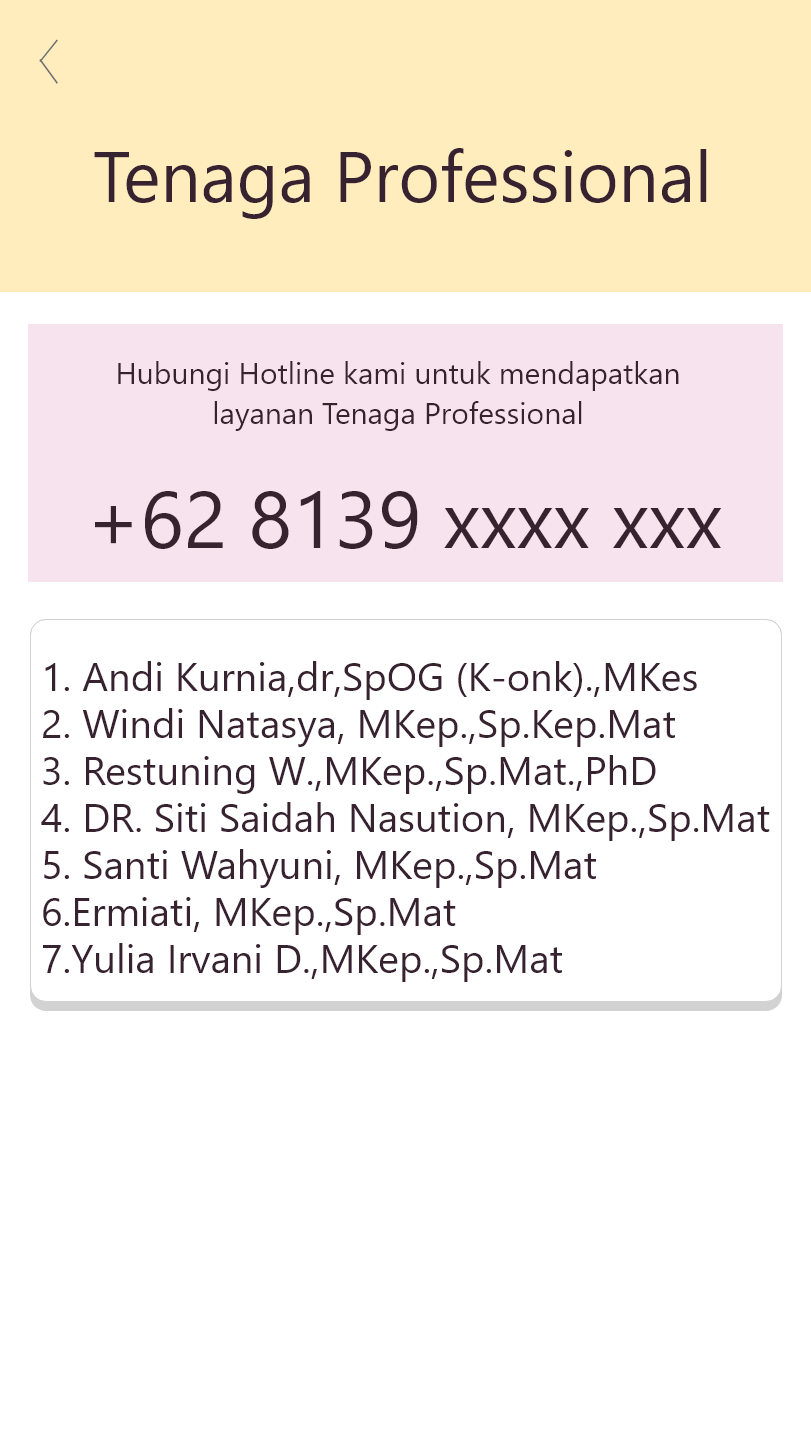 Tenaga Professional
Hubungi Hotline kami untuk mendapatkan
layanan Tenaga Professional
+62 8139 xxxx xxx
1. Andi Kurnia,dr,SpOG (K-onk).,MKes
2. Windi Natasya, MKep.,Sp.Kep.Mat
3. Restuning W.,MKep.,Sp.Mat.,PhD
4. DR. Siti Saidah Nasution, MKep.,Sp.Mat
5. Santi Wahyuni, MKep.,Sp.Mat
6.Ermiati, MKep.,Sp.Mat
7.Yulia Irvani D.,MKep.,Sp.Mat